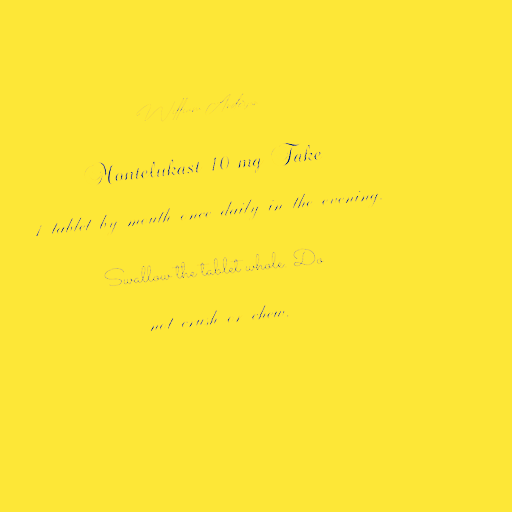 Montelukast 10 mg Take
1 tablet by mouth once daily in the evening.
Swallow the tablet whole Do
not crush or chew.